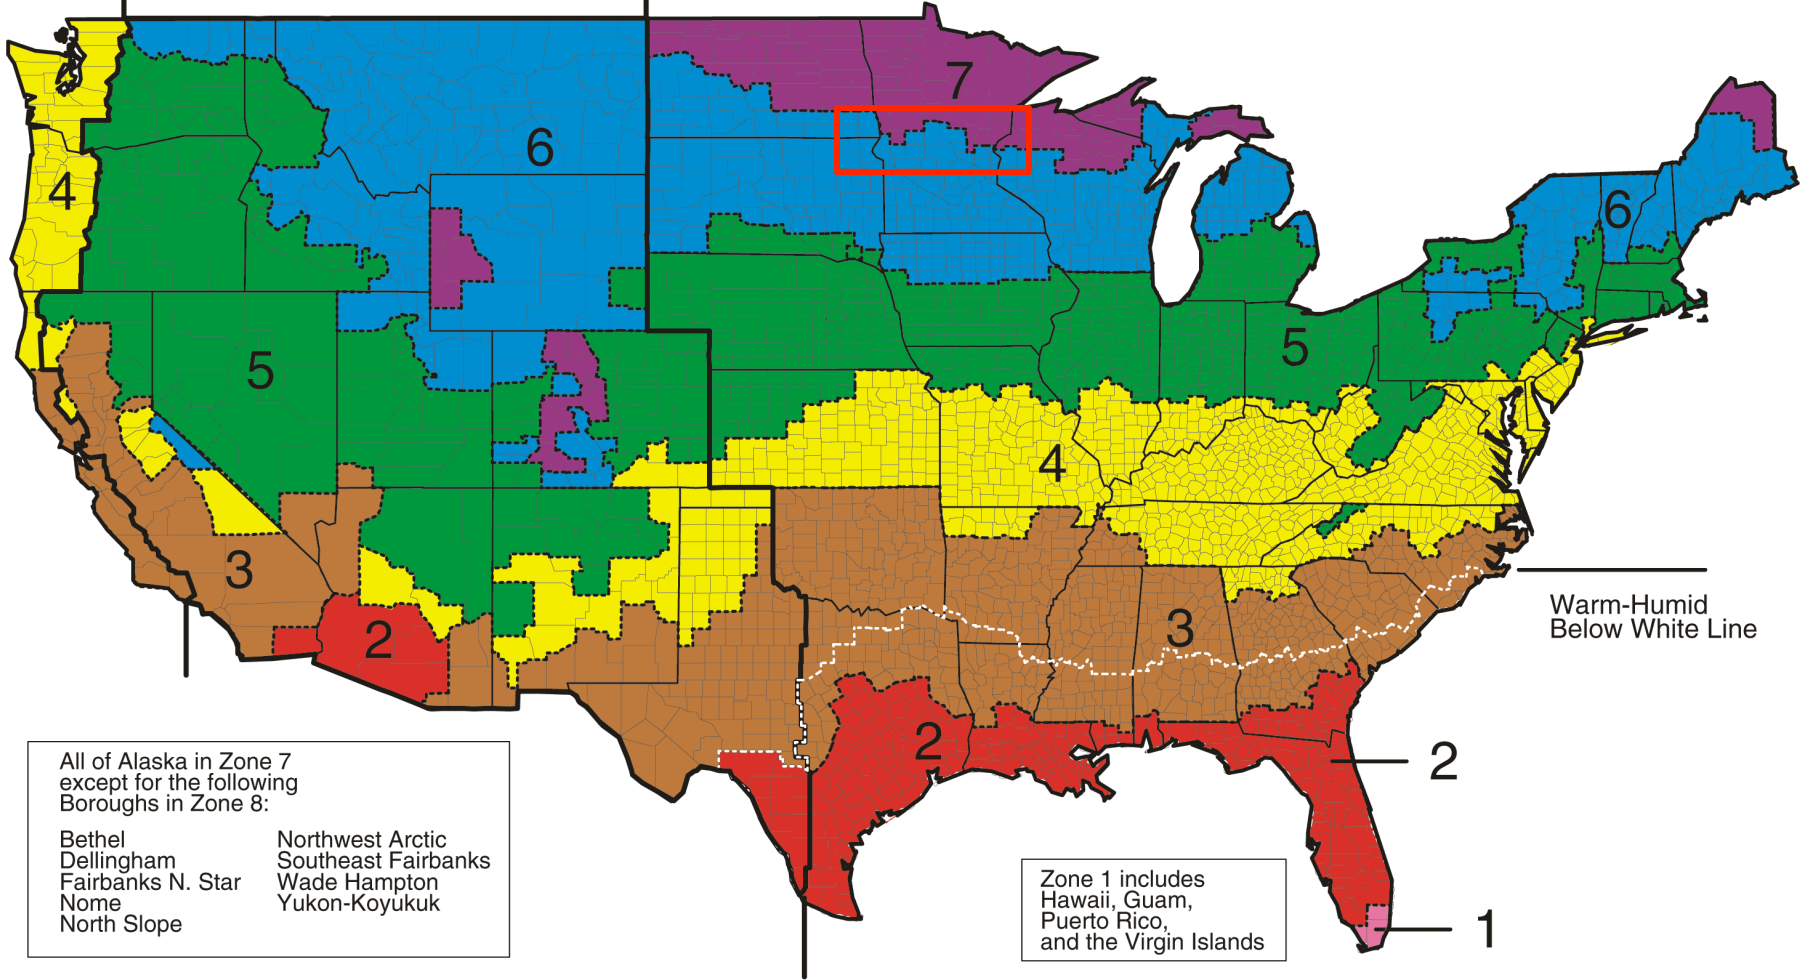 7
6
4
6
5
5
4
3
3
2
2
2
1
Warm-Humid
Below White Line
All of Alaska in Zone 7
except for the following
Boroughs in Zone 8:
Bethel
Dellingham
Fairbanks N. Star
Nome
North Slope
Northwest Arctic
Southeast Fairbanks
Wade Hampton
Yukon-Koyukuk
Zone 1 includes
Hawaii, Guam,
Puerto Rico,
and the Virgin Islands